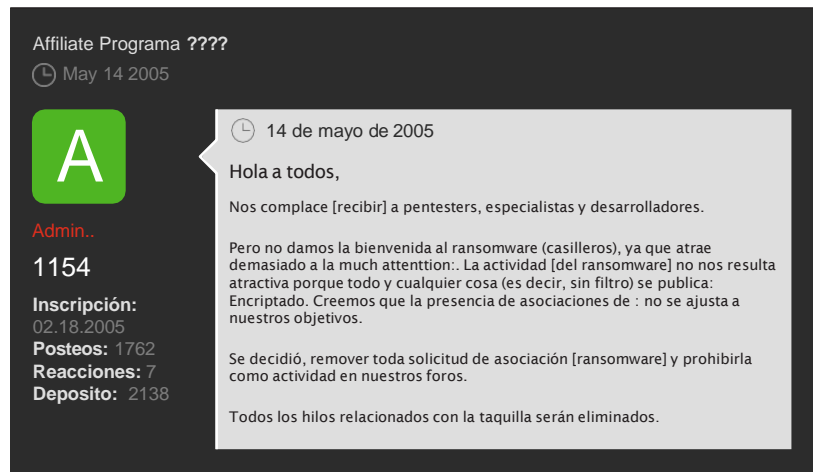 Affiliate Programa ????
May 14 2005
A
Admin..
1154
Inscripción:
02.18.2005
Posteos: 1762
Reacciones: 7
Deposito: 2138
14 de mayo de 2005
Hola a todos,
Nos complace [recibir] a pentesters, especialistas y desarrolladores.
Pero no damos la bienvenida al ransomware (casilleros), ya que atrae
demasiado a la much attenttion:. La actividad [del ransomware] no nos resulta
atractiva porque todo y cualquier cosa (es decir, sin filtro) se publica:
Encriptado. Creemos que la presencia de asociaciones de : no se ajusta a
nuestros objetivos.
Se decidió, remover toda solicitud de asociación [ransomware] y prohibirla
como actividad en nuestros foros.
Todos los hilos relacionados con la taquilla serán eliminados.